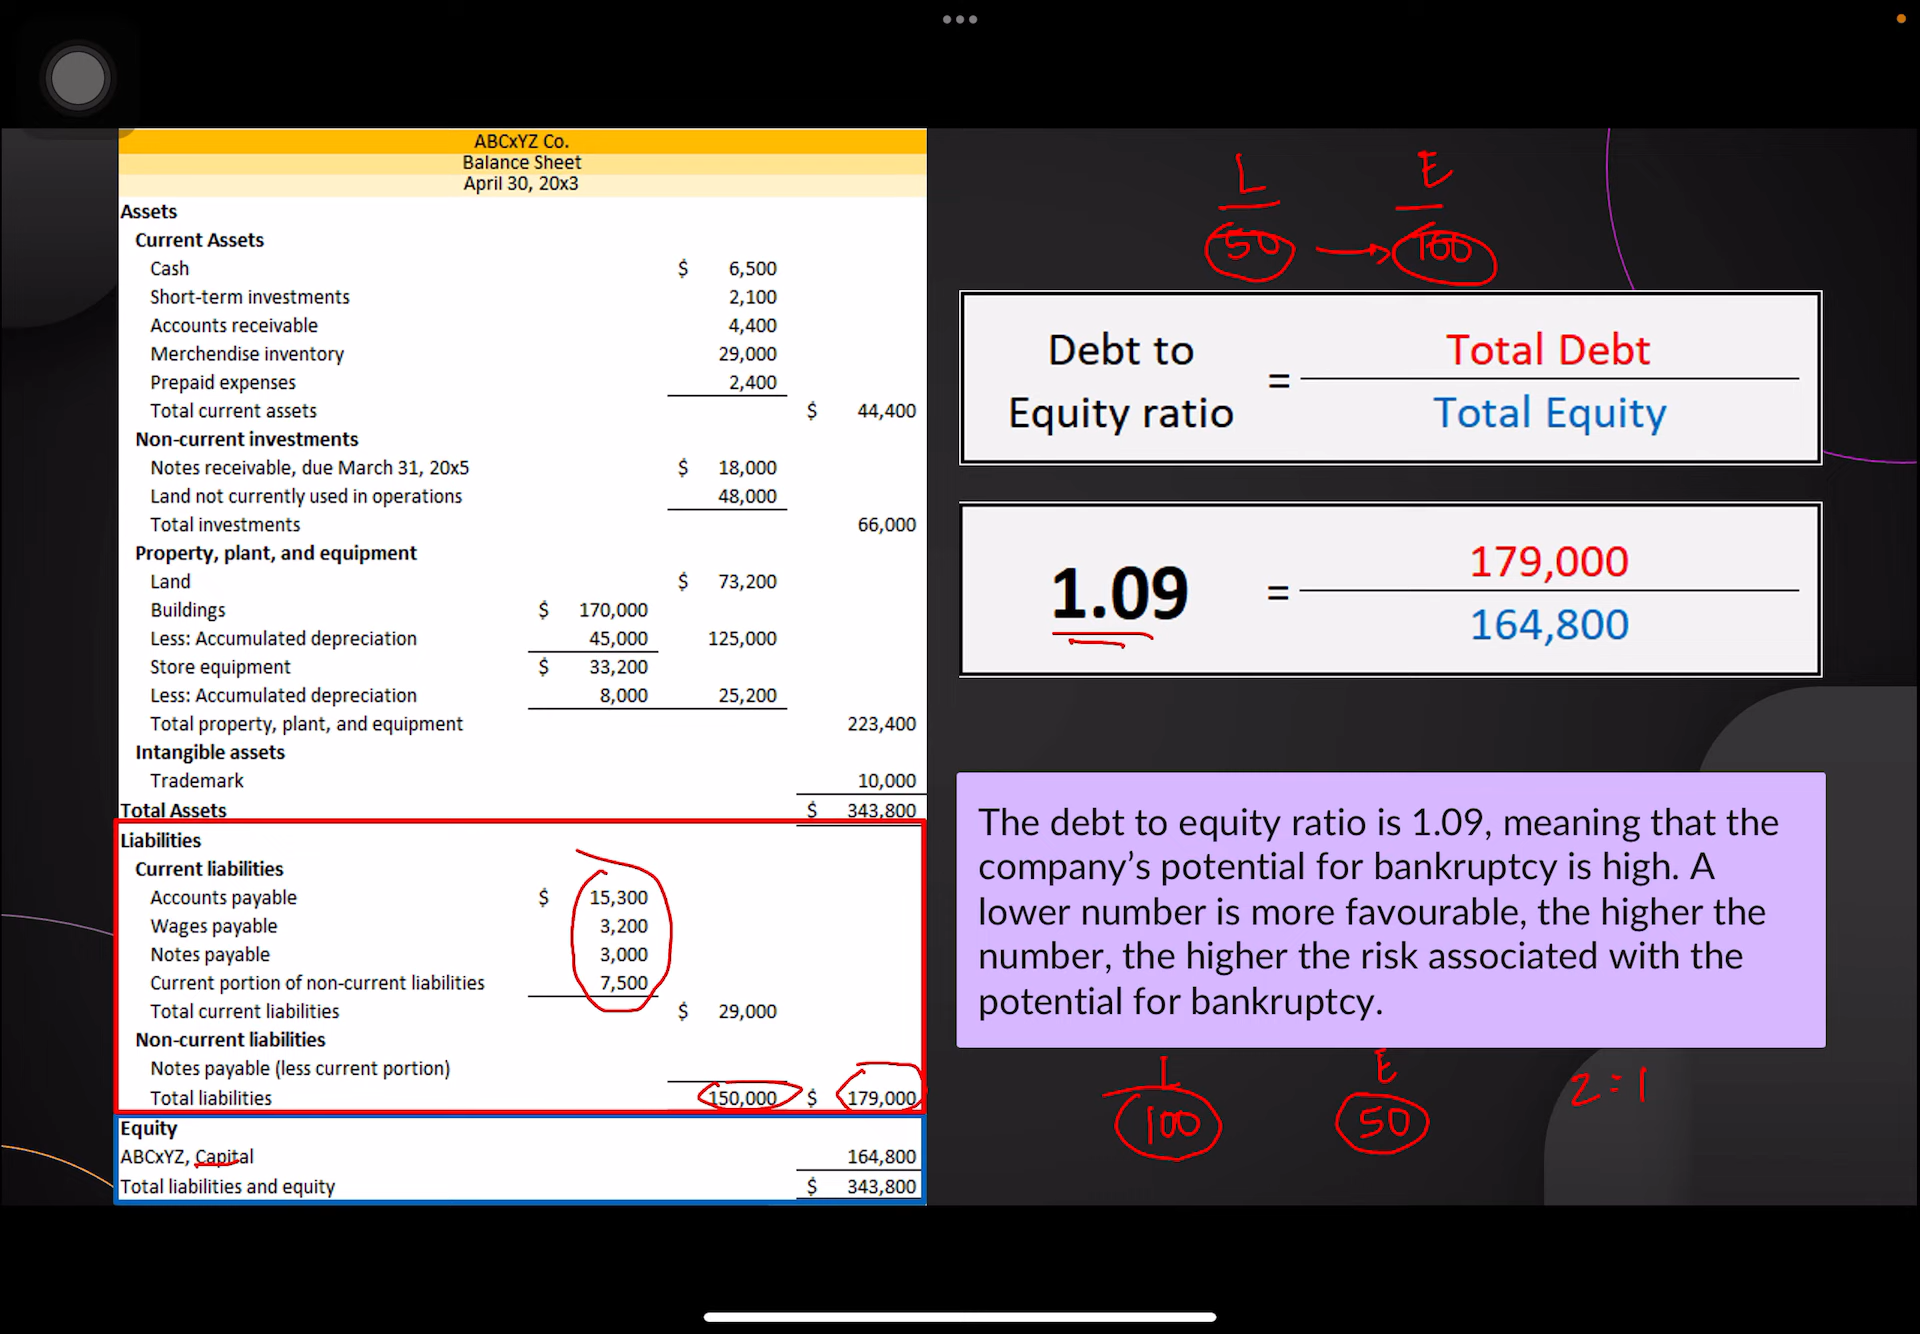 ABCxYZ Co.
Balance Sheet
April 30, 20x3
Assets
Current Assets
Cash $ 6,500
Short-term investments 2,100
Accounts receivable 4,400
Merchendise inventory 29,000
Prepaid expenses 2,400
Total current assets $ 44,400
Non-current investments
Notes receivable, due March 31, 20x5 $ 18,000
Land not currently used in operations 48,000
Total investments 66,000
Property, plant, and equipment
Land $ 73,200
Buildings $ 170,000
Less: Accumulated depreciation 45,000 125,000
Store equipment $ 33,200
Less: Accumulated depreciation 8,000 25,200
Total property, plant, and equipment 223,400
Intangible assets
Trademark 10,000
Total Assets $ 343,800
Liabilities
Current liabilities
Accounts payable $ 15,300
Wages payable 3,200
Notes payable 3,000
Current portion of non-current liabilities 7,500
Total current liabilities $ 29,000
Non-current liabilities
Notes payable (less current portion)
Total liabilities 150,000 $ 179,000
Equity
ABCxYZ, Capital 164,800
Total liabilities and equity $ 343,800
L E
50 → 100
Debt to
Equity ratio
=
Total Debt
Total Equity
1.09
=
179,000
164,800
The debt to equity ratio is 1.09, meaning that the
company’s potential for bankruptcy is high. A
lower number is more favourable, the higher the
number, the higher the risk associated with the
potential for bankruptcy.
L E 2:1
100 50